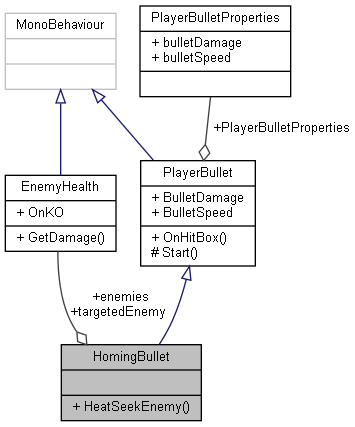 PlayerBulletProperties
+ bulletDamage
+ bulletSpeed
MonoBehaviour
+PlayerBulletProperties
EnemyHealth
+ OnKO
+ GetDamage()
PlayerBullet
+ BulletDamage
+ BulletSpeed
+ OnHitBox()
# Start()
+enemies
+targetedEnemy
HomingBullet
+ HeatSeekEnemy()